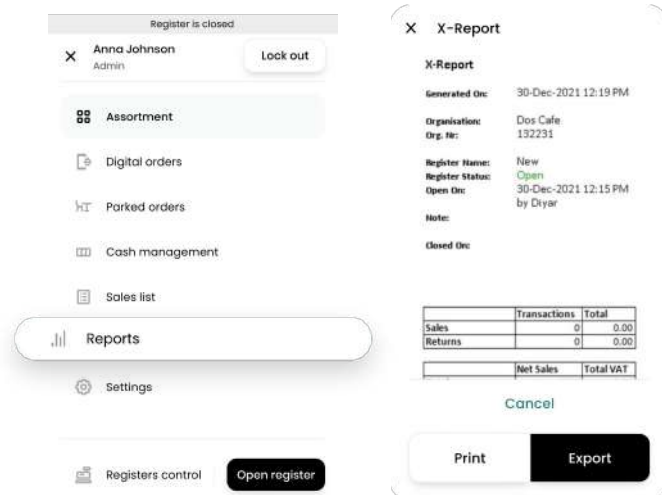 Register is closed
Anna Johnson
Admin
Lock out
Assortment
Digital orders
Parked orders
Cash management
Sales list
Reports
Settings
Registers control
Open register
X-Report
X-Report
Generated On: 30-Dec-2021 12:19 PM
Organisation: Dos Cafe
Org. Nr: 132231
Register Name: New
Register Status: Open
Open On: 30-Dec-2021 12:15 PM
by Diyar
Note:
Closed On:
Transactions Total
Sales 0 0.00
Returns 0 0.00
Net Sales Total VAT
Cancel
Print
Export